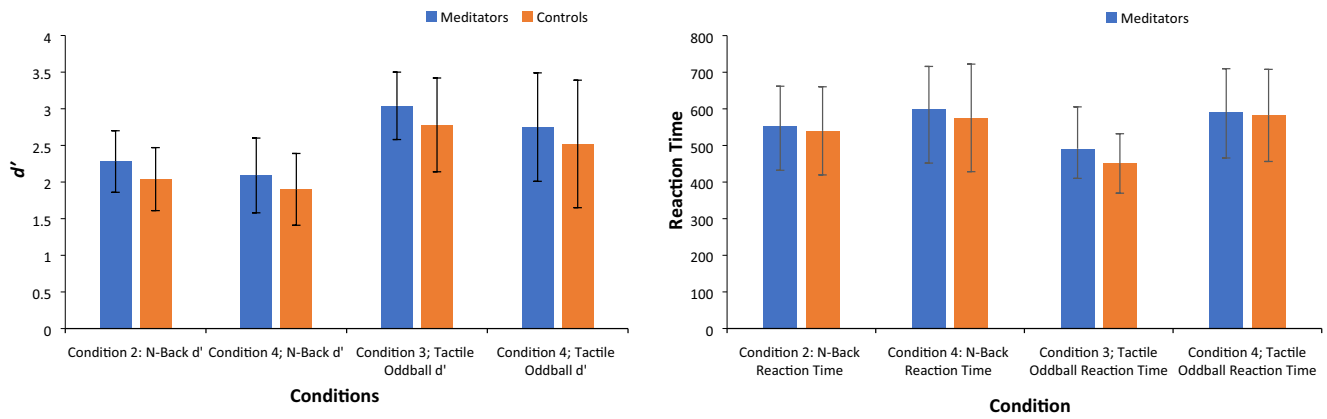 Meditators Controls
4
3.5
3
2.5
2
1.5
1
0.5
0
d′
Condition 2: N-Back d' Condition 4; N-Back d' Condition 3; Tactile Condition 4; Tactile
Oddball d' Oddball d'
Conditions
Meditators
800
700
600
500
400
300
200
100
0
Reaction Time
Condition 2: N-Back Condition 4: N-Back Condition 3; Tactile Condition 4; Tactile
Reaction Time Reaction Time Oddball Reaction Time Oddball Reaction Time
Condition